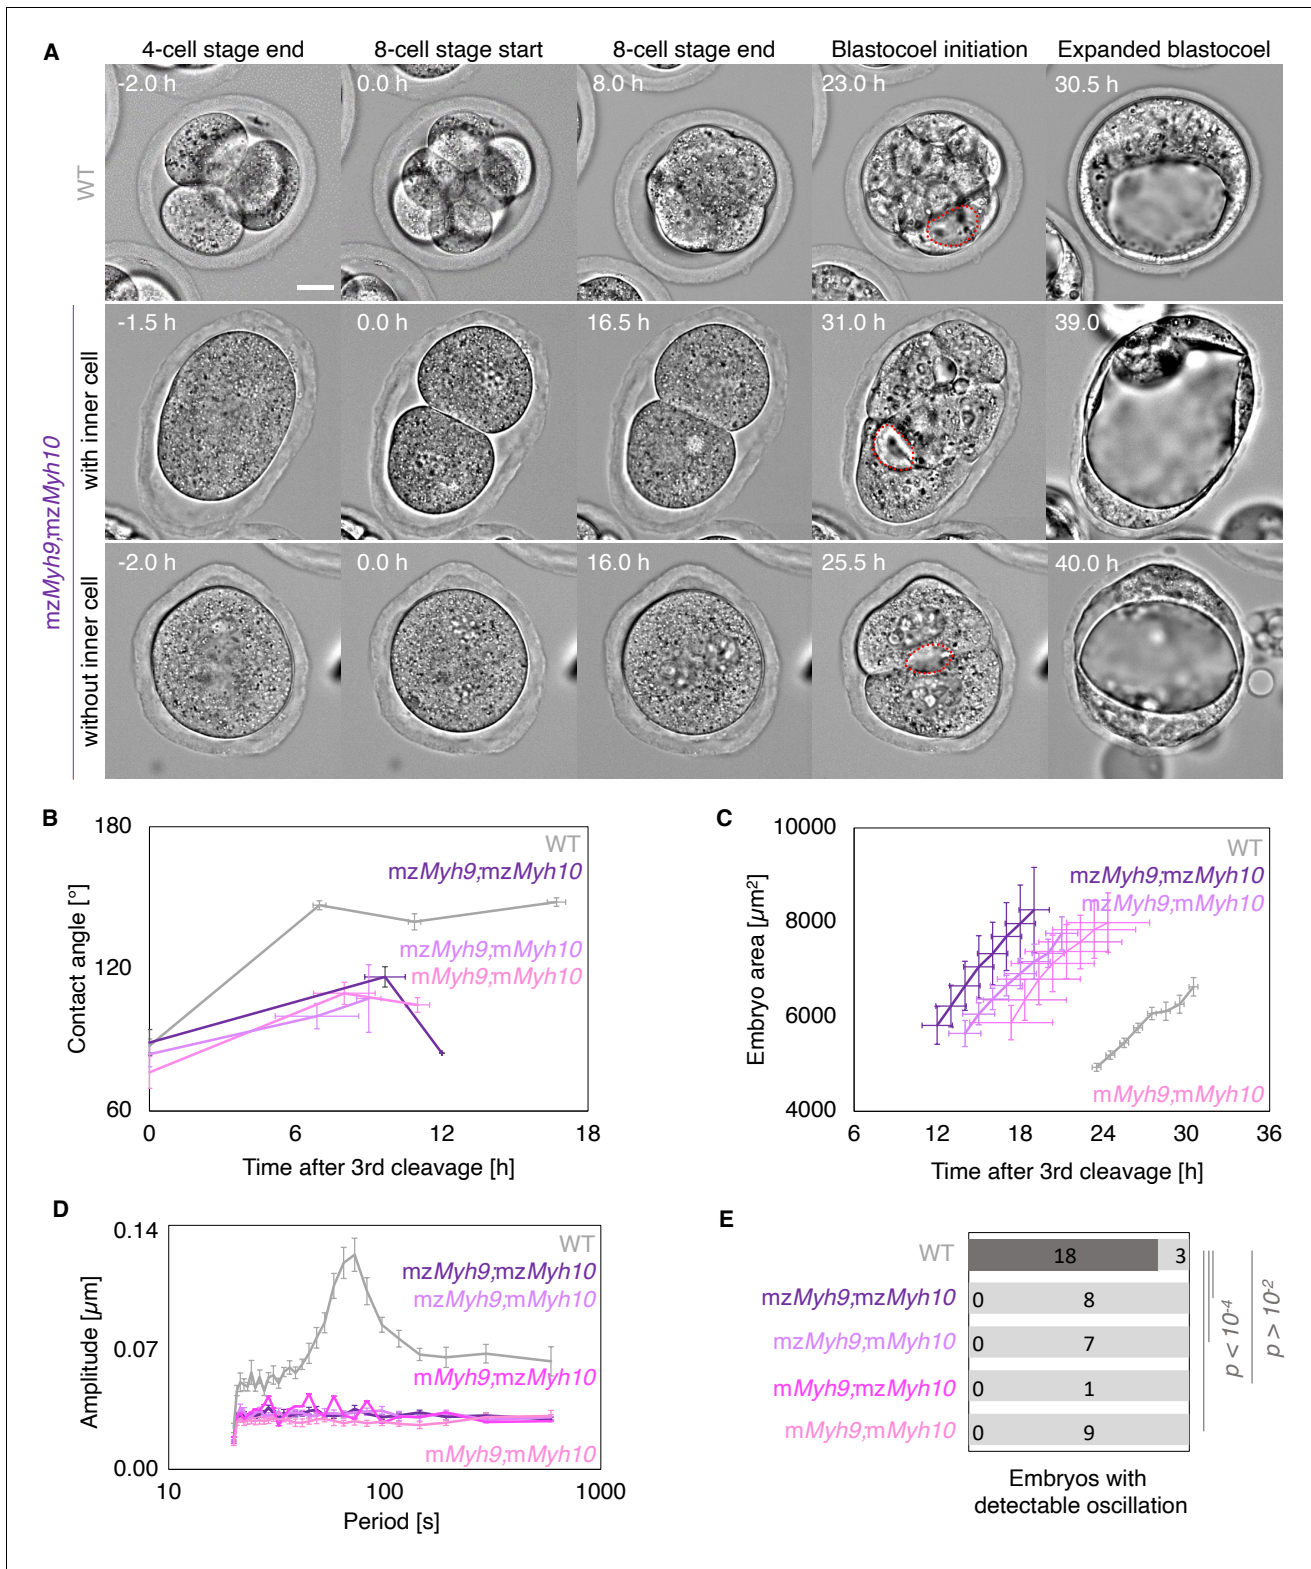 A
4-cell stage end
8-cell stage start
8-cell stage end
Blastocoel initiation
Expanded blastocoel
WT
-2.0 h
0.0 h
8.0 h
23.0 h
30.5 h
mzMyh9;mzMyh10
with inner cell
-1.5 h
0.0 h
16.5 h
31.0 h
39.0
without inner cell
-2.0 h
0.0 h
16.0 h
25.5 h
40.0 h
B
180
120
60
Contact angle [°]
0
6
12
18
Time after 3rd cleavage [h]
WT
mzMyh9;mzMyh10
mzMyh9;mMyh10
mMyh9;mMyh10
C
10000
8000
6000
4000
Embryo area [µm²]
6
12
18
24
30
36
Time after 3rd cleavage [h]
WT
mzMyh9;mzMyh10
mzMyh9;mMyh10
mMyh9;mMyh10
D
0.14
0.07
0.00
Amplitude [µm]
10
100
1000
Period [s]
WT
mzMyh9;mzMyh10
mzMyh9;mMyh10
mMyh9;mzMyh10
mMyh9;mMyh10
E
WT
18
3
mzMyh9;mzMyh10
0
8
mzMyh9;mMyh10
0
7
mMyh9;mzMyh10
0
1
mMyh9;mMyh10
0
9
p < 10⁻⁴
p > 10⁻²
Embryos with
detectable oscillation